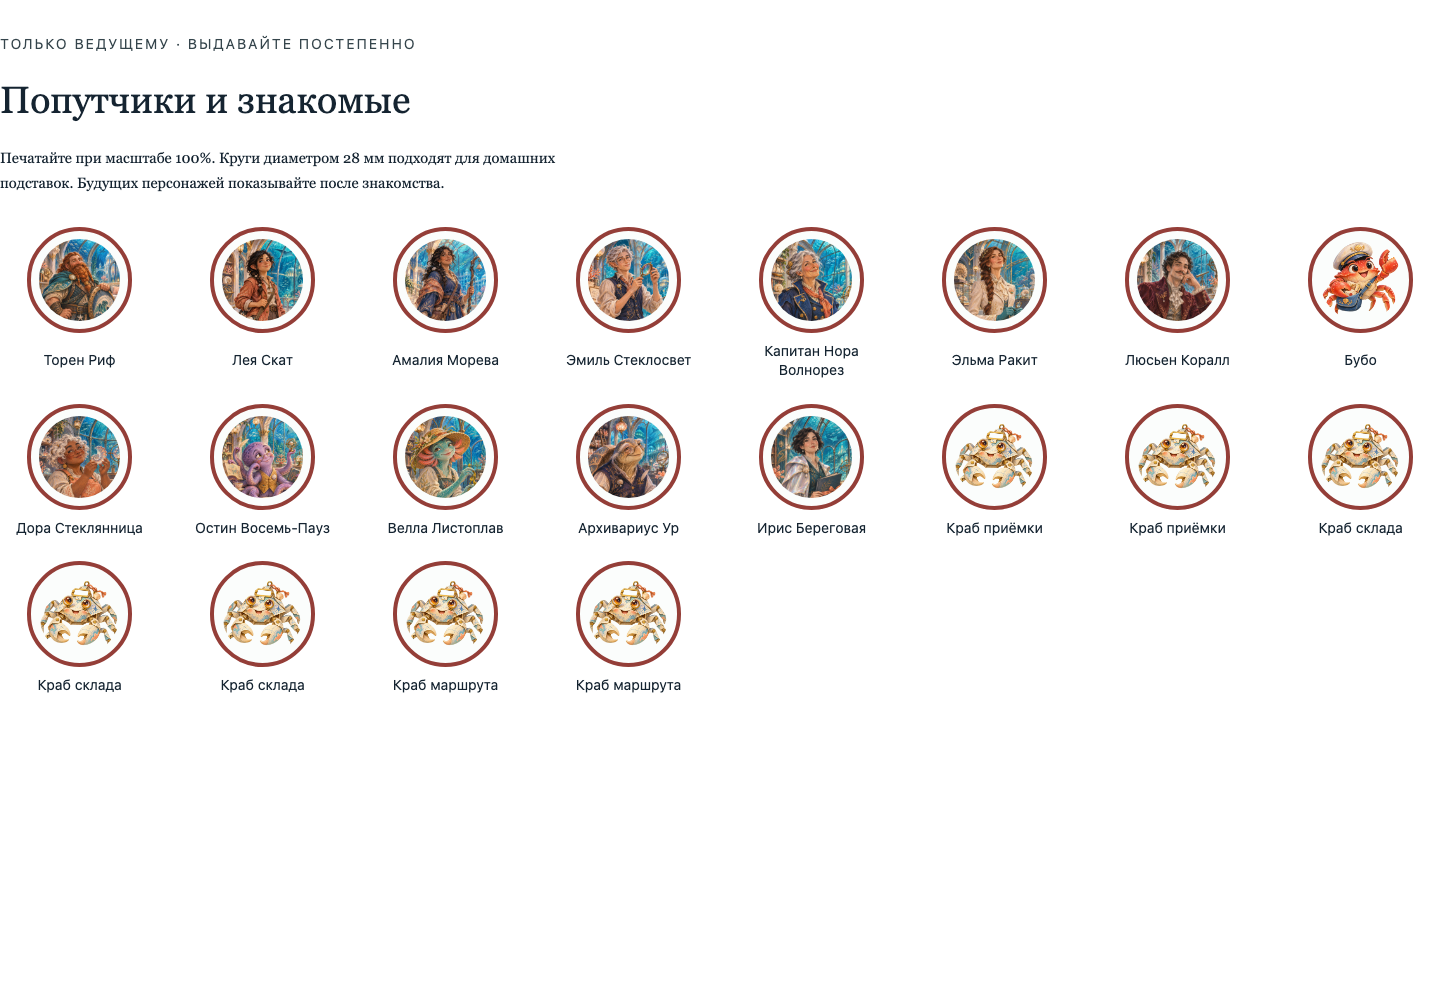 ТОЛЬКО ВЕДУЩЕМУ · ВЫДАВАЙТЕ ПОСТЕПЕННО
Попутчики и знакомые
Печатайте при масштабе 100%. Круги диаметром 28 мм подходят для домашних
подставок. Будущих персонажей показывайте после знакомства.
Торен Риф
Лея Скат
Амалия Морева
Эмиль Стеклосвет
Капитан Нора
Волнорез
Эльма Ракит
Люсьен Коралл
Бубо
Дора Стеклянница
Остин Восемь-Пауз
Велла Листоплав
Архивариус Ур
Ирис Береговая
Краб приёмки
Краб приёмки
Краб склада
Краб склада
Краб склада
Краб маршрута
Краб маршрута